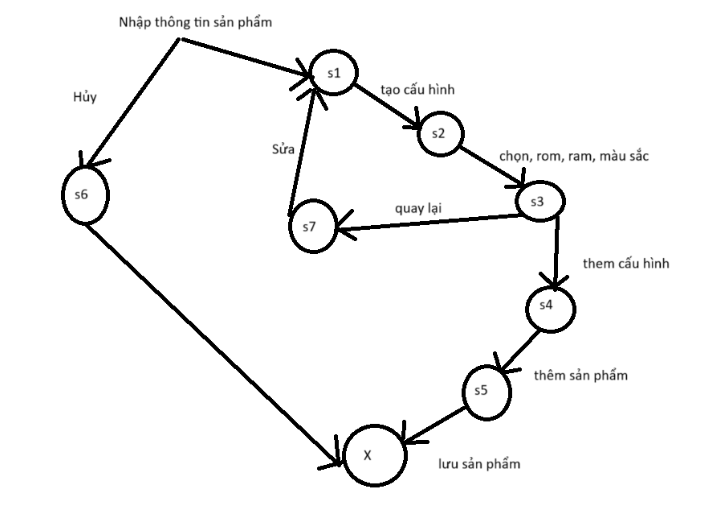 Nhập thông tin sản phẩm
s1
tạo cấu hình
Hủy
s2
Sửa
chọn, rom, ram, màu sắc
s6
s3
quay lại
s7
them cấu hình
s4
thêm sản phẩm
s5
X
lưu sản phẩm